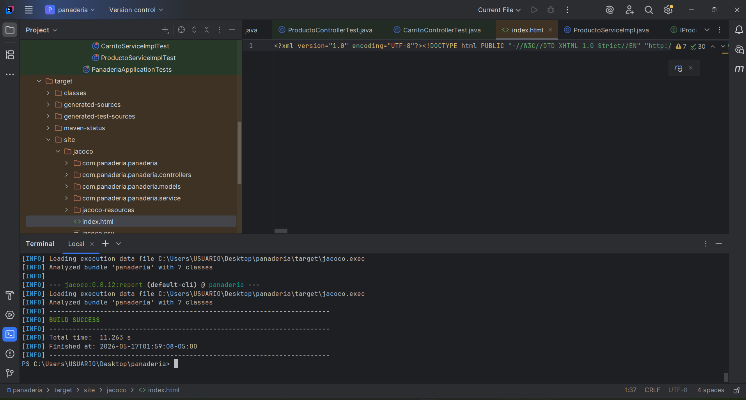 panaderia
Version control
Current File
Project
.java
ProductoControllerTest.java
CarritoControllerTest.java
index.html
ProductoServiceImpl.java
IProd
1
<?xml version="1.0" encoding="UTF-8"?><!DOCTYPE html PUBLIC "-//W3C//DTD XHTML 1.0 Strict//EN" "http:/
7
30
CarritoServiceImplTest
ProductoServiceImplTest
PanaderiaApplicationTests
target
classes
generated-sources
generated-test-sources
maven-status
site
jacoco
com.panaderia.panaderia
com.panaderia.panaderia.controllers
com.panaderia.panaderia.models
com.panaderia.panaderia.service
jacoco-resources
index.html
jacoco.csv
Terminal
Local
[INFO] Loading execution data file C:\Users\USUARIO\Desktop\panaderia\target\jacoco.exec
[INFO] Analyzed bundle 'panaderia' with 7 classes
[INFO]
[INFO] --- jacoco:0.8.12:report (default-cli) @ panaderia ---
[INFO] Loading execution data file C:\Users\USUARIO\Desktop\panaderia\target\jacoco.exec
[INFO] Analyzed bundle 'panaderia' with 7 classes
[INFO] ------------------------------------------------------------------------
[INFO] BUILD SUCCESS
[INFO] ------------------------------------------------------------------------
[INFO] Total time:  11.263 s
[INFO] Finished at: 2026-05-17T01:59:08-05:00
[INFO] ------------------------------------------------------------------------
PS C:\Users\USUARIO\Desktop\panaderia>
panaderia > target > site > jacoco > index.html
1:37
CRLF
UTF-8
4 spaces